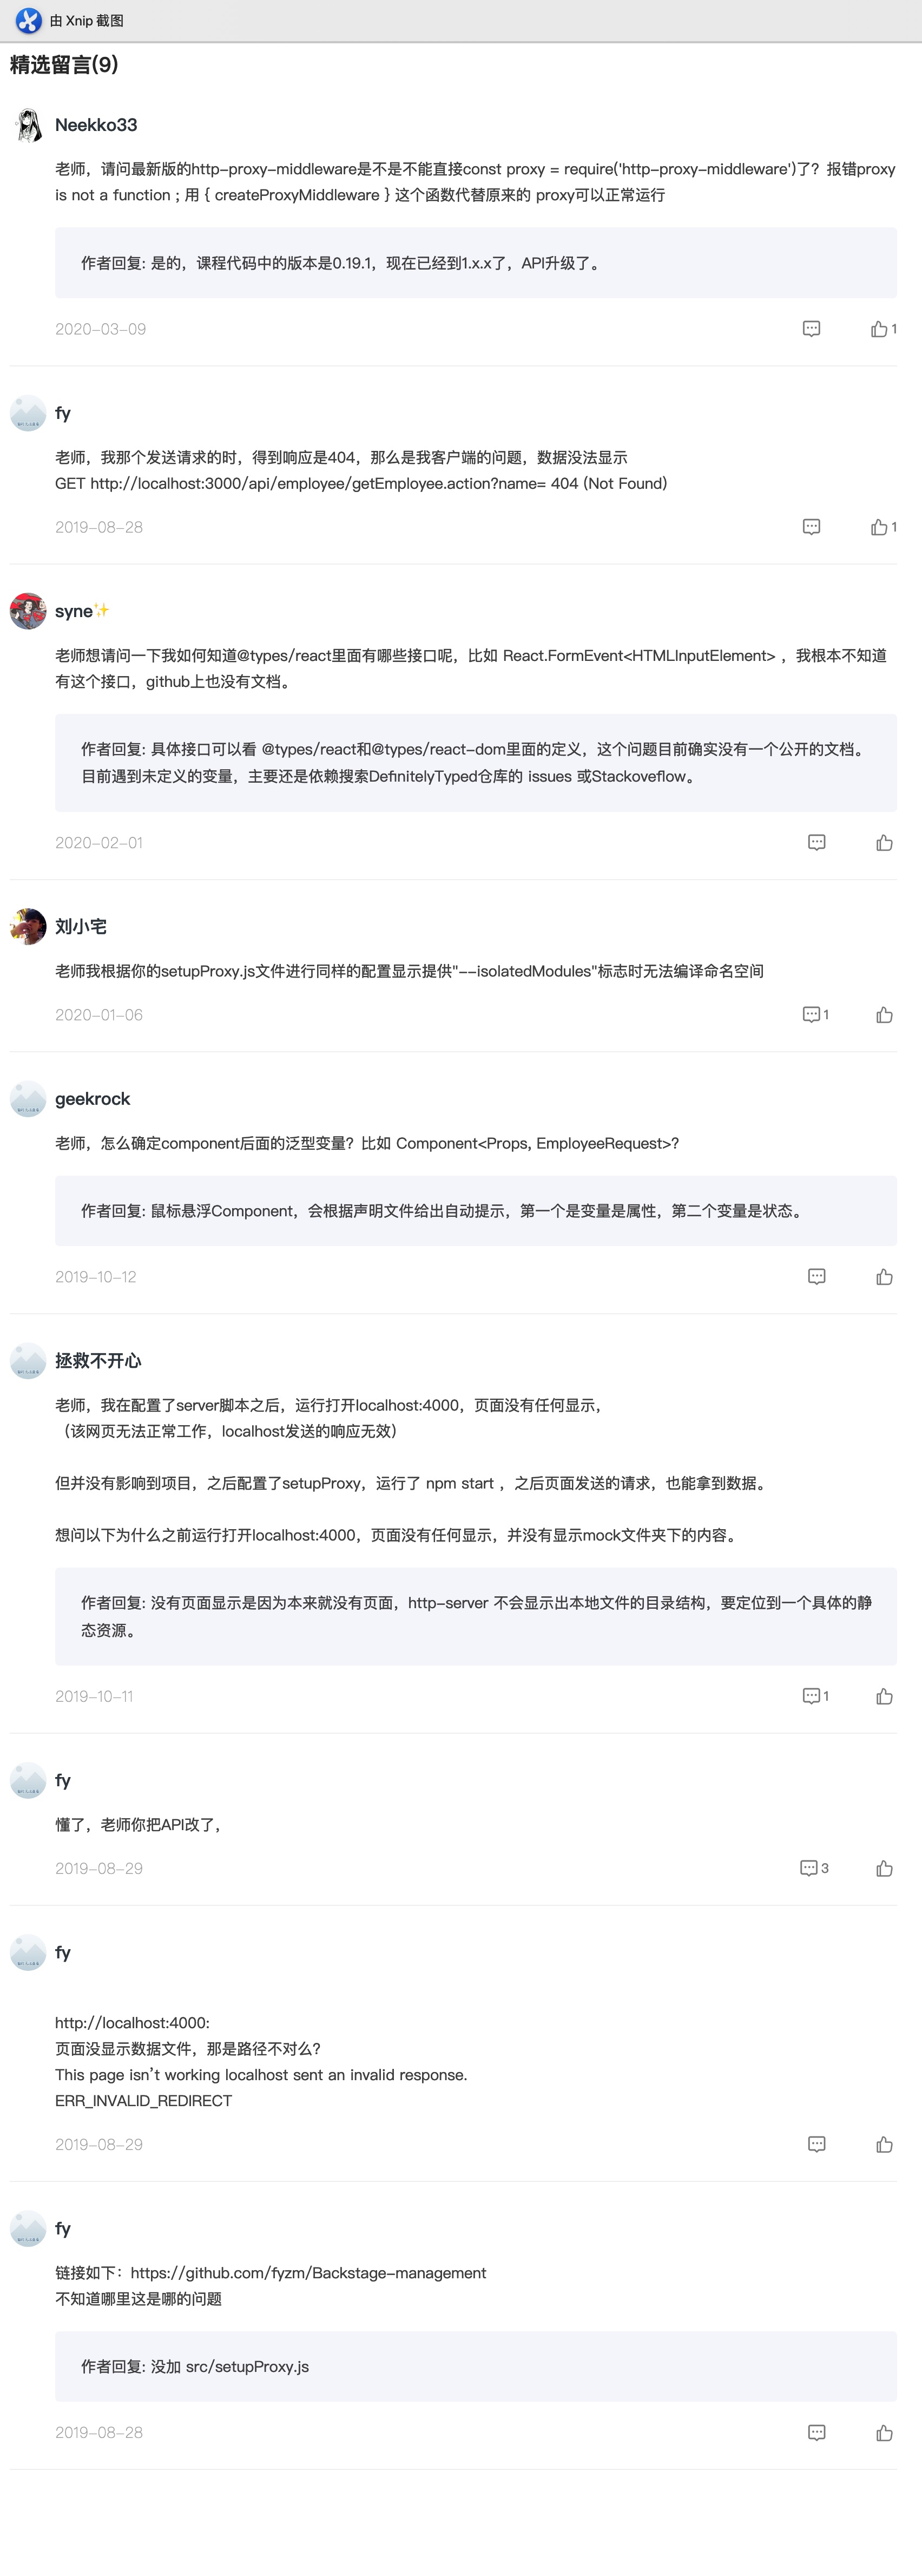 由 Xnip 截图
精选留言(9)
Neekko33
老师，请问最新版的http-proxy-middleware是不是不能直接const proxy = require('http-proxy-middleware')了？报错proxy
is not a function ; 用 { createProxyMiddleware } 这个函数代替原来的 proxy可以正常运行
作者回复: 是的，课程代码中的版本是0.19.1，现在已经到1.x.x了，API升级了。
2020-03-09
1
fy
老师，我那个发送请求的时，得到响应是404，那么是我客户端的问题，数据没法显示
GET http://localhost:3000/api/employee/getEmployee.action?name= 404 (Not Found)
2019-08-28
1
syne✨
老师想请问一下我如何知道@types/react里面有哪些接口呢，比如 React.FormEvent<HTMLInputElement> ，我根本不知道
有这个接口，github上也没有文档。
作者回复: 具体接口可以看 @types/react和@types/react-dom里面的定义，这个问题目前确实没有一个公开的文档。
目前遇到未定义的变量，主要还是依赖搜索DefinitelyTyped仓库的 issues 或Stackoveflow。
2020-02-01
刘小宅
老师我根据你的setupProxy.js文件进行同样的配置显示提供"--isolatedModules"标志时无法编译命名空间
2020-01-06
1
geekrock
老师，怎么确定component后面的泛型变量？比如 Component<Props, EmployeeRequest>?
作者回复: 鼠标悬浮Component，会根据声明文件给出自动提示，第一个是变量是属性，第二个变量是状态。
2019-10-12
拯救不开心
老师，我在配置了server脚本之后，运行打开localhost:4000，页面没有任何显示，
（该网页无法正常工作，localhost发送的响应无效）
但并没有影响到项目，之后配置了setupProxy，运行了 npm start ，之后页面发送的请求，也能拿到数据。
想问以下为什么之前运行打开localhost:4000，页面没有任何显示，并没有显示mock文件夹下的内容。
作者回复: 没有页面显示是因为本来就没有页面，http-server 不会显示出本地文件的目录结构，要定位到一个具体的静
态资源。
2019-10-11
1
fy
懂了，老师你把API改了，
2019-08-29
3
fy
http://localhost:4000:
页面没显示数据文件，那是路径不对么？
This page isn’t working localhost sent an invalid response.
ERR_INVALID_REDIRECT
2019-08-29
fy
链接如下：https://github.com/fyzm/Backstage-management
不知道哪里这是哪的问题
作者回复: 没加 src/setupProxy.js
2019-08-28